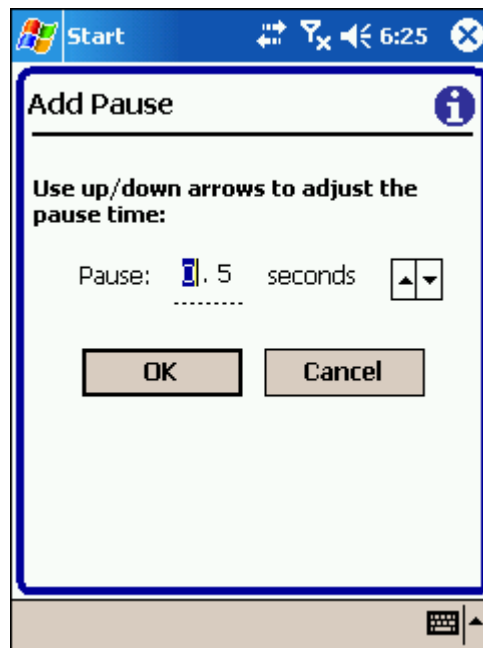 Start 6:25
Add Pause
Use up/down arrows to adjust the
pause time:
Pause: 0.5 seconds
OK Cancel